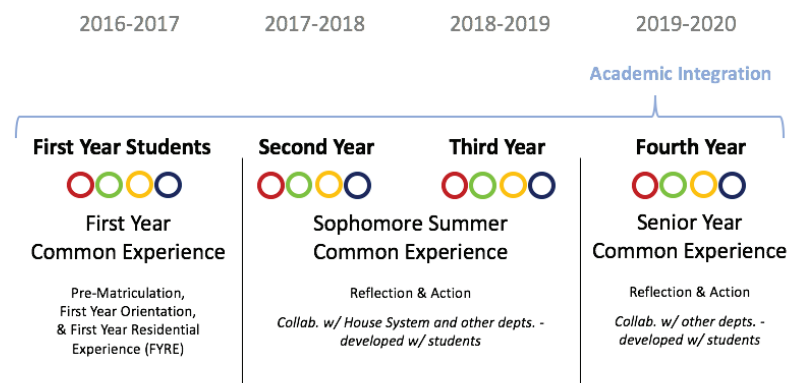 2016-2017
2017-2018
2018-2019
2019-2020
Academic Integration
First Year Students
Second Year
Third Year
Fourth Year
First Year
Common Experience
Sophomore Summer
Common Experience
Senior Year
Common Experience
Pre-Matriculation,
First Year Orientation,
& First Year Residential
Experience (FYRE)
Reflection & Action
Collab. w/ House System and other depts. -
developed w/ students
Reflection & Action
Collab. w/ other depts. -
developed w/ students